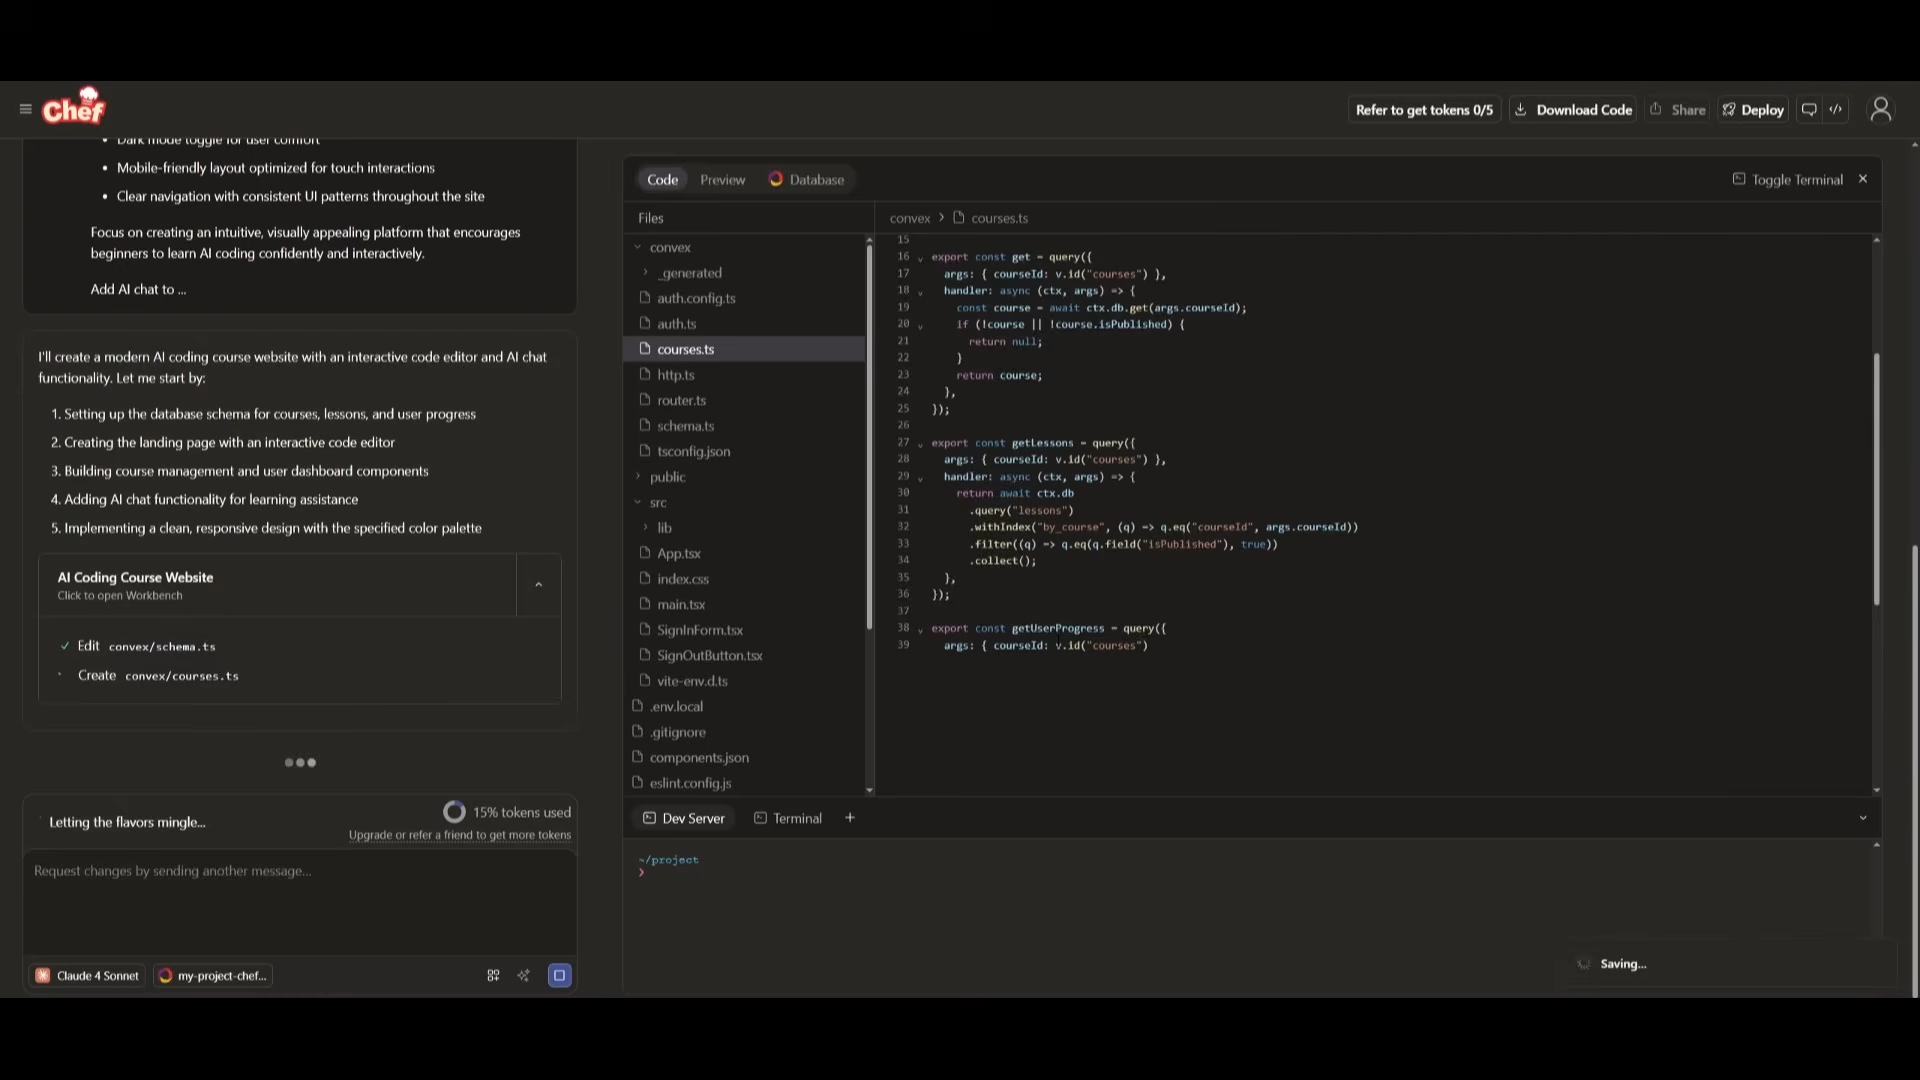 Chef
Refer to get tokens 0/5
Download Code
Share
Deploy
Dark mode toggle for user comfort
Mobile-friendly layout optimized for touch interactions
Clear navigation with consistent UI patterns throughout the site
Focus on creating an intuitive, visually appealing platform that encourages
beginners to learn AI coding confidently and interactively.
Add AI chat to ...
I'll create a modern AI coding course website with an interactive code editor and AI chat
functionality. Let me start by:
1. Setting up the database schema for courses, lessons, and user progress
2. Creating the landing page with an interactive code editor
3. Building course management and user dashboard components
4. Adding AI chat functionality for learning assistance
5. Implementing a clean, responsive design with the specified color palette
AI Coding Course Website
Click to open Workbench
Edit convex/schema.ts
Create convex/courses.ts
Letting the flavors mingle...
15% tokens used
Upgrade or refer a friend to get more tokens
Request changes by sending another message...
Claude 4 Sonnet
my-project-chef...
Code
Preview
Database
Toggle Terminal
Files
convex
_generated
auth.config.ts
auth.ts
courses.ts
http.ts
router.ts
schema.ts
tsconfig.json
public
src
lib
App.tsx
index.css
main.tsx
SignInForm.tsx
SignOutButton.tsx
vite-env.d.ts
.env.local
.gitignore
components.json
eslint.config.js
convex > courses.ts
15
16 export const get = query({
17 args: { courseId: v.id("courses") },
18 handler: async (ctx, args) => {
19 const course = await ctx.db.get(args.courseId);
20 if (!course || !course.isPublished) {
21 return null;
22 }
23 return course;
24 },
25 });
26
27 export const getLessons = query({
28 args: { courseId: v.id("courses") },
29 handler: async (ctx, args) => {
30 return await ctx.db
31 .query("lessons")
32 .withIndex("by_course", (q) => q.eq("courseId", args.courseId))
33 .filter((q) => q.eq(q.field("isPublished"), true))
34 .collect();
35 },
36 });
37
38 export const getUserProgress = query({
39 args: { courseId: v.id("courses")
Dev Server
Terminal
+
~/project
❯
Saving...